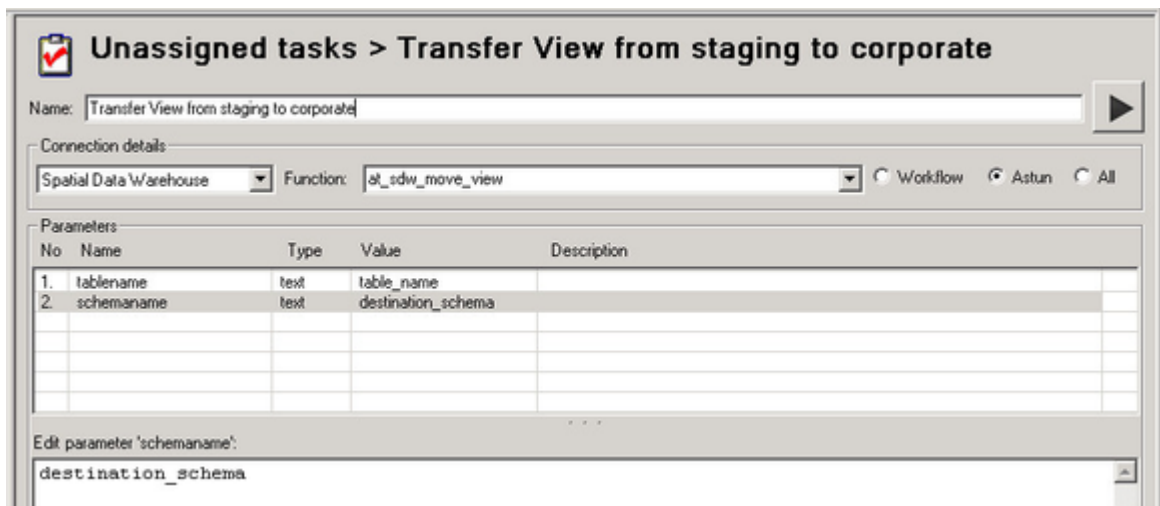 Unassigned tasks > Transfer View from staging to corporate
Name: Transfer View from staging to corporate
Connection details
Spatial Data Warehouse Function: at_sdw_move_view Workflow Astun All
Parameters
No Name Type Value Description
1. tablename text table_name
2. schemaname text destination_schema
Edit parameter 'schemaname':
destination_schema